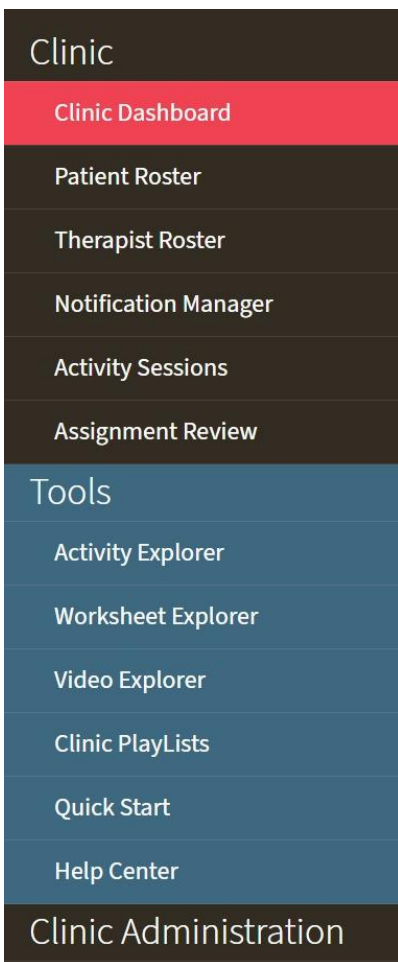 Clinic
Clinic Dashboard
Patient Roster
Therapist Roster
Notification Manager
Activity Sessions
Assignment Review
Tools
Activity Explorer
Worksheet Explorer
Video Explorer
Clinic PlayLists
Quick Start
Help Center
Clinic Administration